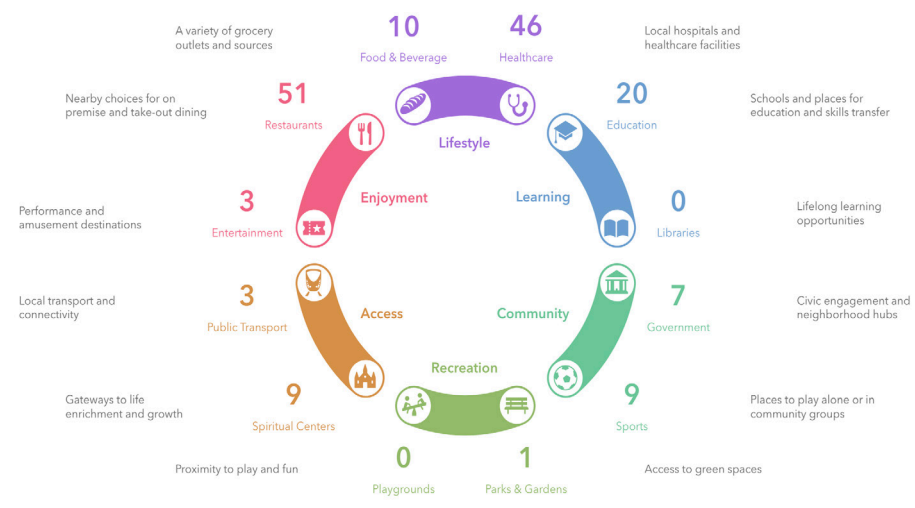 10
46
A variety of grocery
outlets and sources
Food & Beverage
Healthcare
Local hospitals and
healthcare facilities
Lifestyle
51
Nearby choices for on
premise and take-out dining
Restaurants
20
Schools and places for
education and skills transfer
Education
Enjoyment
Learning
3
Performance and
amusement destinations
Entertainment
0
Lifelong learning
opportunities
Libraries
3
Local transport and
connectivity
Public Transport
Access
Community
7
Civic engagement and
neighborhood hubs
Government
Recreation
9
Gateways to life
enrichment and growth
Spiritual Centers
9
Places to play alone or in
community groups
Sports
0
Proximity to play and fun
Playgrounds
1
Access to green spaces
Parks & Gardens